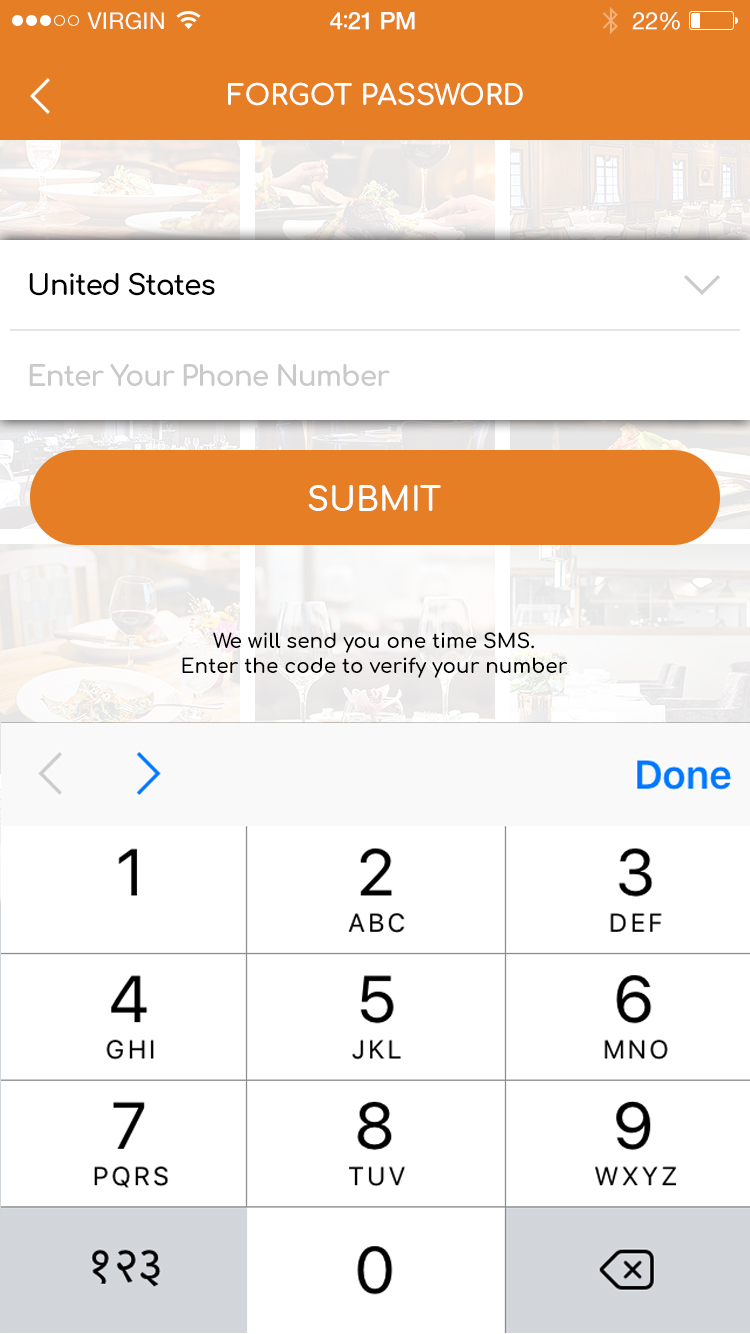 VIRGIN 4:21 PM 22%
FORGOT PASSWORD
United States
Enter Your Phone Number
SUBMIT
We will send you one time SMS.
Enter the code to verify your number
Done
1 2 3
ABC DEF
4 5 6
GHI JKL MNO
7 8 9
PQRS TUV WXYZ
१२३ 0